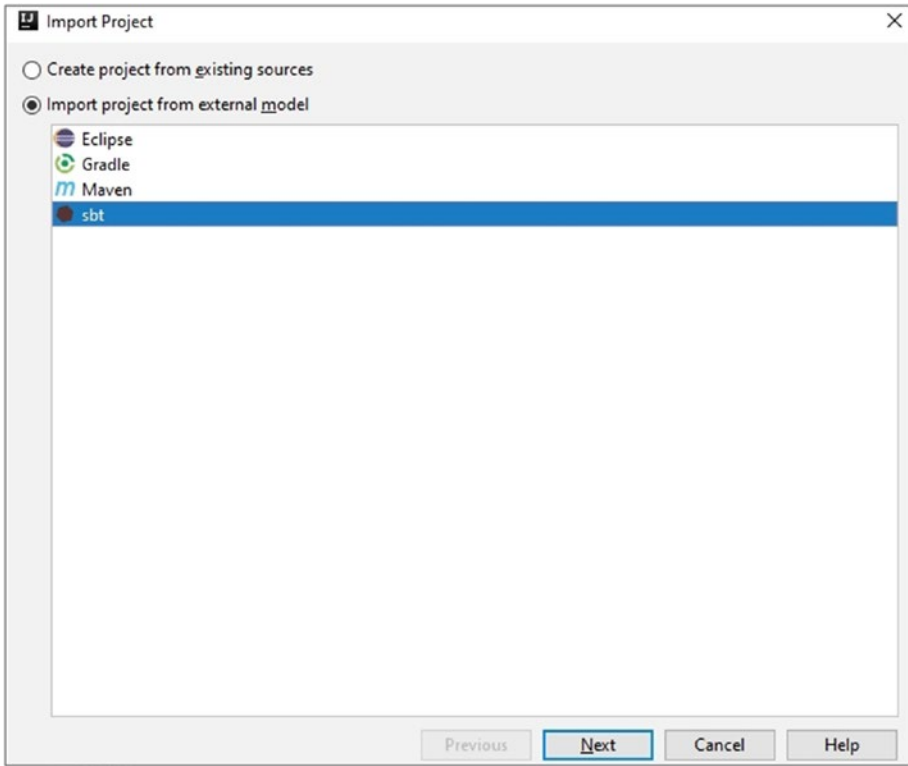 IJ Import Project
Create project from existing sources
Import project from external model
Eclipse
Gradle
m Maven
sbt
Previous Next Cancel Help